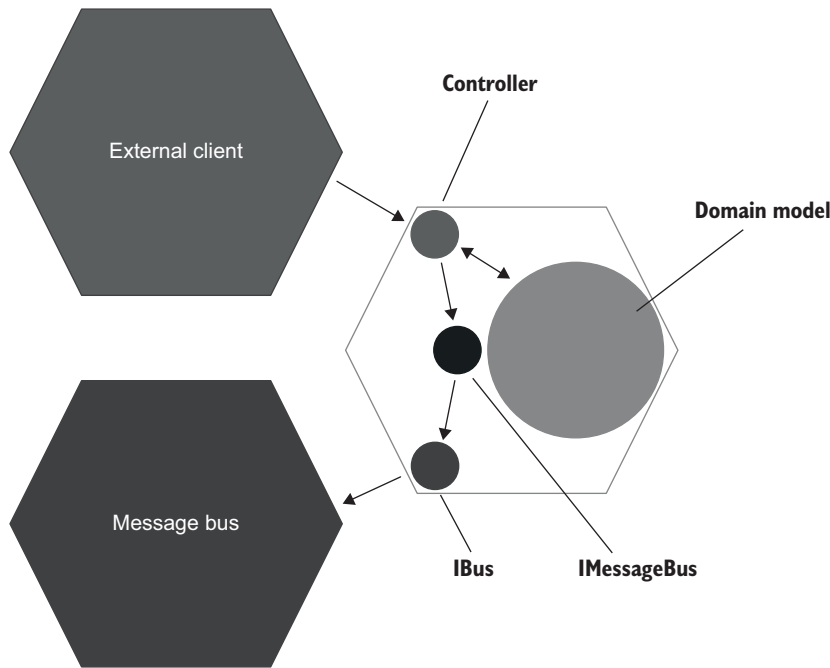 Controller
External client
Domain model
Message bus
IBus
IMessageBus